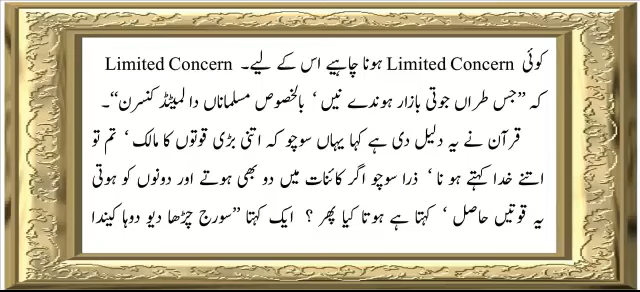 کوئی Limited Concern ہونا چاہیے اس کے لیے۔ Limited Concern
کہ ”جس طراں جوتی بازار ہوندے نیں‘ بالخصوص مسلماناں دا لمیٹڈ کنسرن“۔
قرآن نے یہ دلیل دی ہے کہا یہاں سوچو کہ اتنی بڑی قوتوں کا مالک‘ تم تو
اتنے خدا کہتے ہو نا‘ ذرا سوچو اگر کائنات میں دو بھی ہوتے اور دونوں کو ہوتی
یہ قوتیں حاصل‘ کہتا ہے ہوتا کیا پھر؟ ایک کہتا ”سورج چڑھا دیو دوہا کیندا